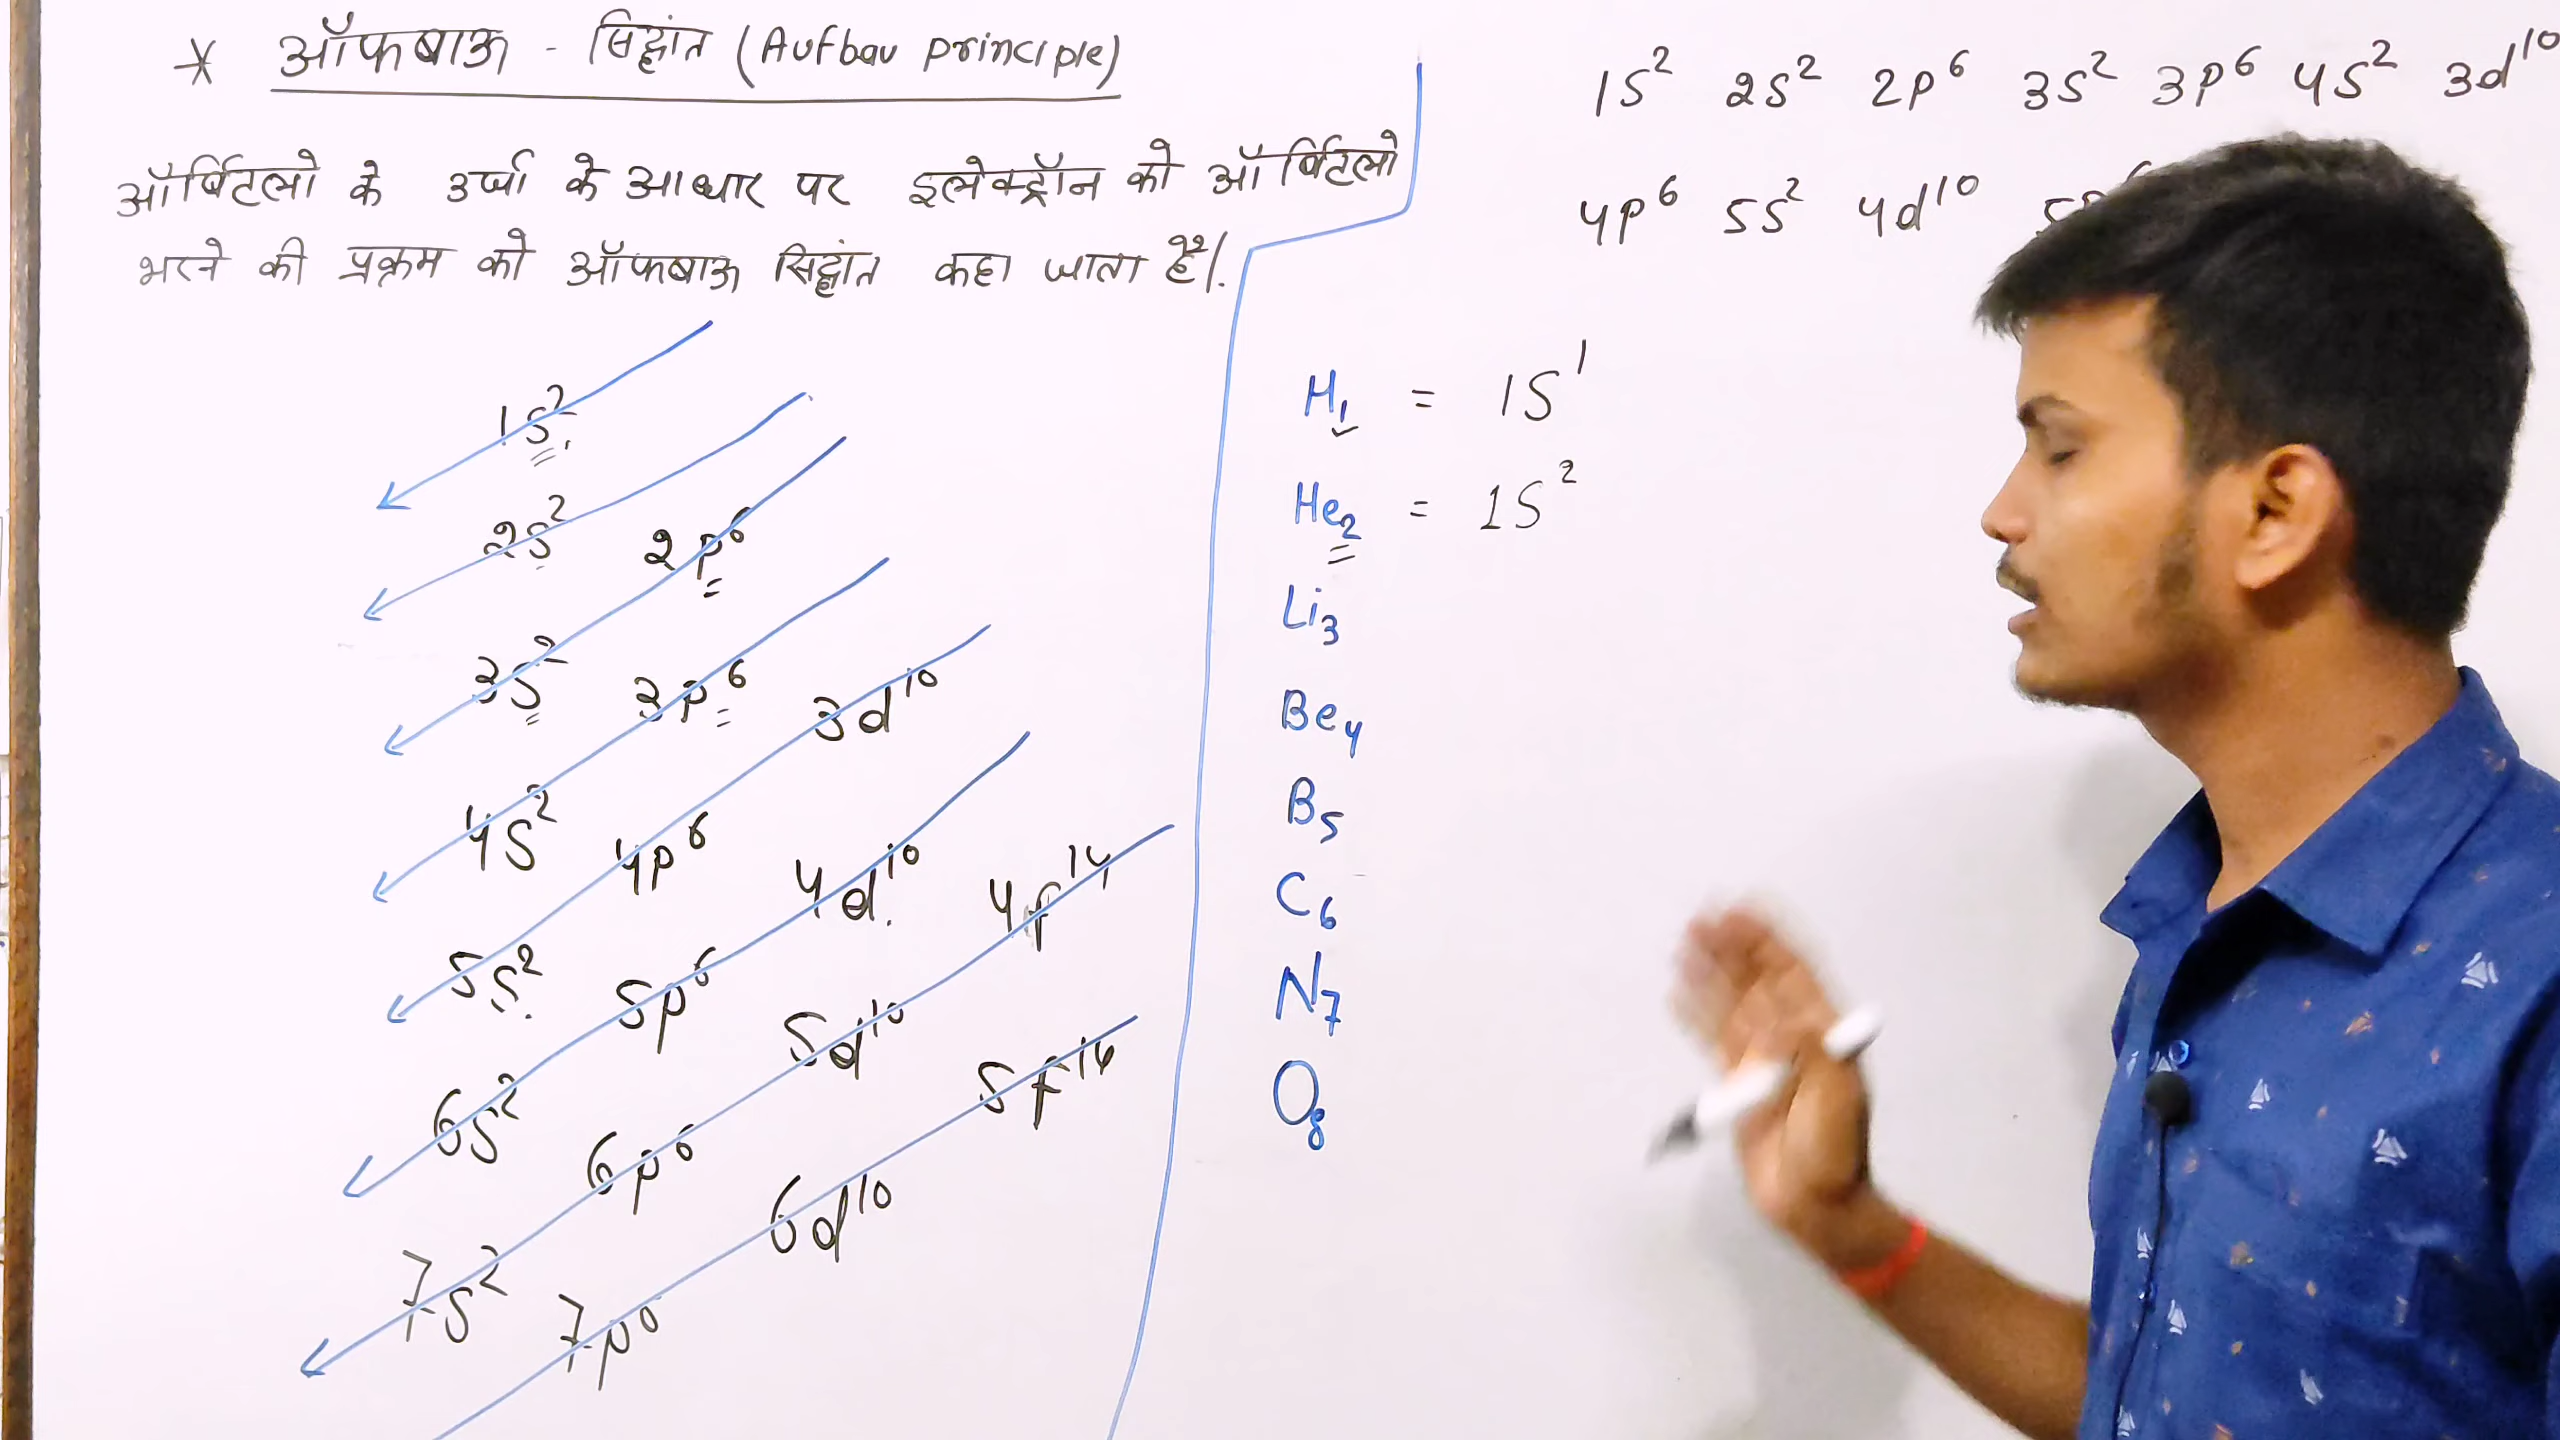 * ऑफबाऊ - सिद्धांत (Aufbau principle)
ऑर्बिटलो के उर्जा के आधार पर इलेक्ट्रॉन को ऑर्बिटलो
भरने की प्रक्रम को ऑफबाऊ सिद्धांत कहा जाता है।
1s²
2s² 2p⁶
3s² 3p⁶ 3d¹⁰
4s² 4p⁶ 4d¹⁰ 4f¹⁴
5s² 5p⁶ 5d¹⁰ 5f¹⁴
6s² 6p⁶ 6d¹⁰
7s² 7p⁶
1s² 2s² 2p⁶ 3s² 3p⁶ 4s² 3d¹⁰
4p⁶ 5s² 4d¹⁰
H₁ = 1s¹
He₂ = 1s²
Li₃
Be₄
B₅
C₆
N₇
O₈